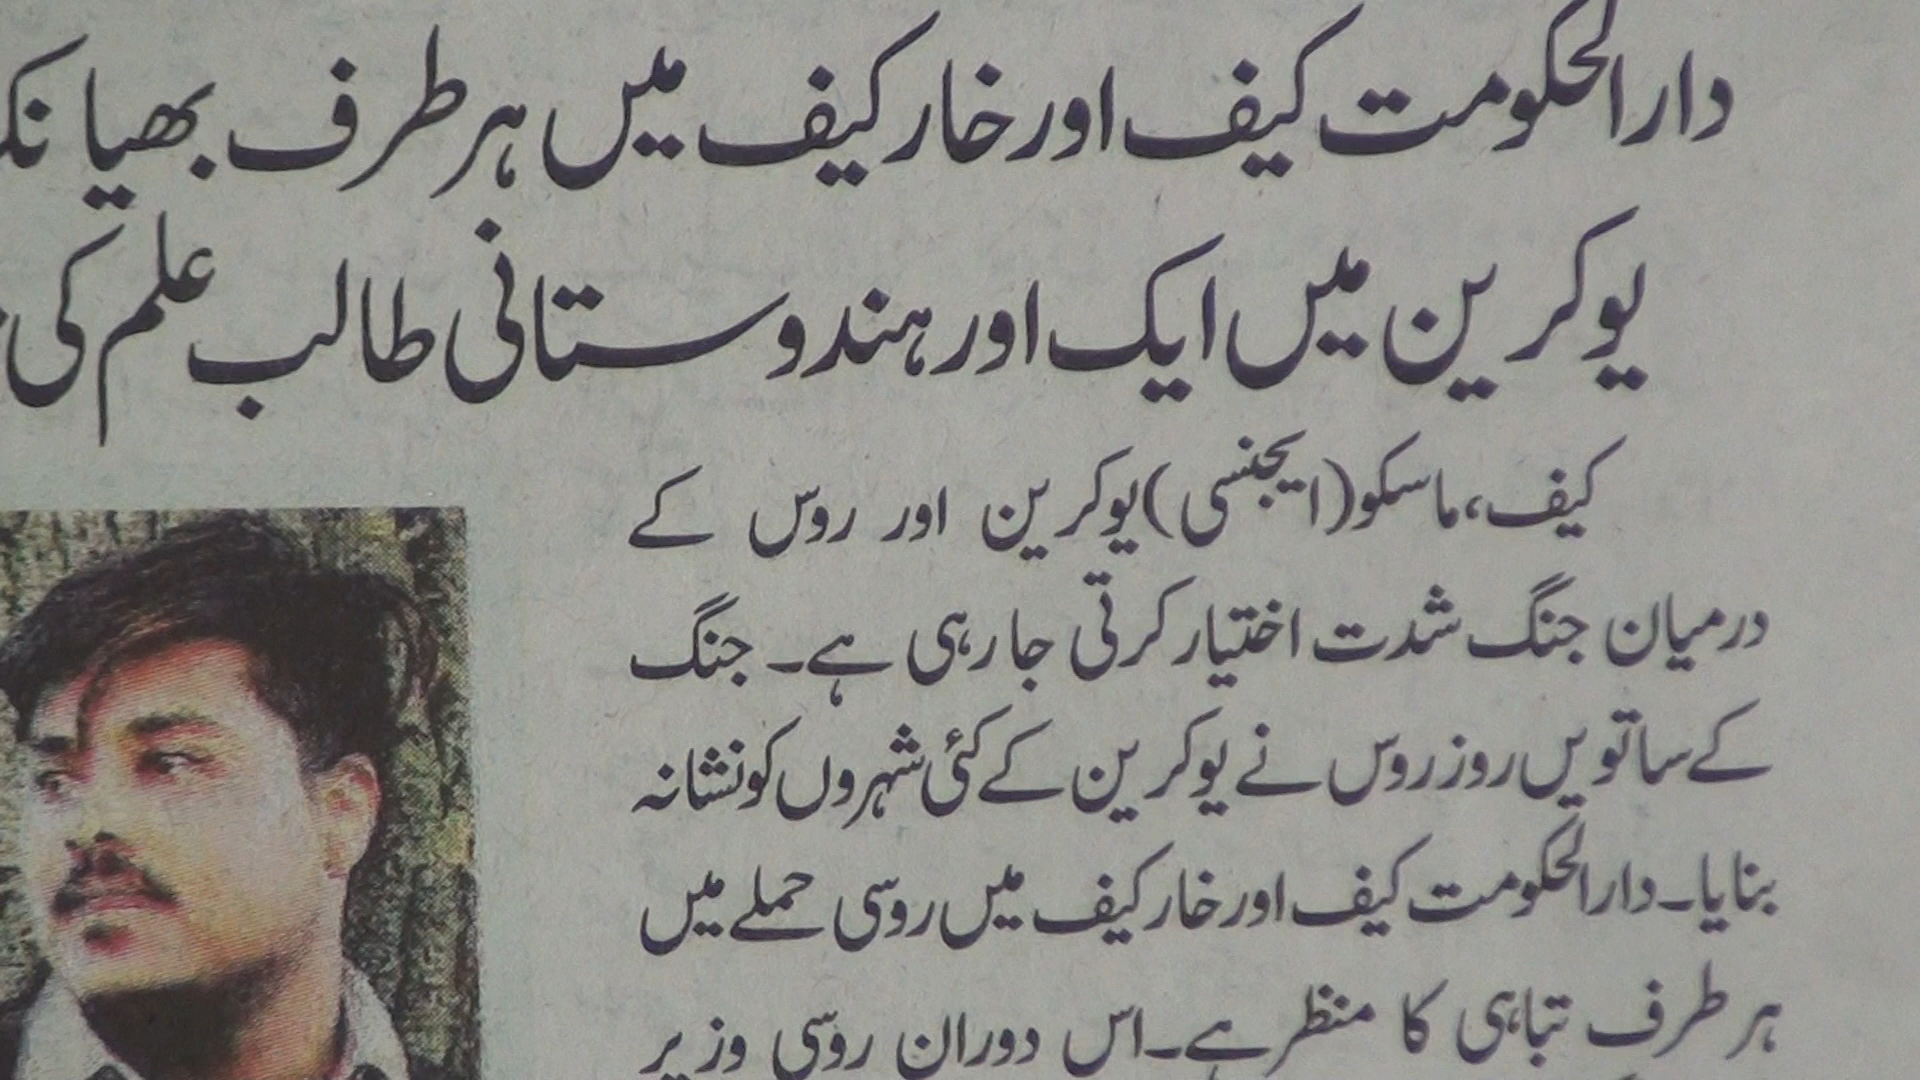 دارالحکومت کیف اور خارکیف میں ہر طرف بھیانک
یوکرین میں ایک اور ہندوستانی طالب علم کی
کیف، ماسکو (ایجنسی) یوکرین اور روس کے
درمیان جنگ شدت اختیار کرتی جا رہی ہے۔ جنگ
کے ساتویں روز روس نے یوکرین کے کئی شہروں کو نشانہ
بنایا۔ دارالحکومت کیف اور خارکیف میں روسی حملے میں
ہر طرف تباہی کا منظر ہے۔ اس دوران روسی وزیر